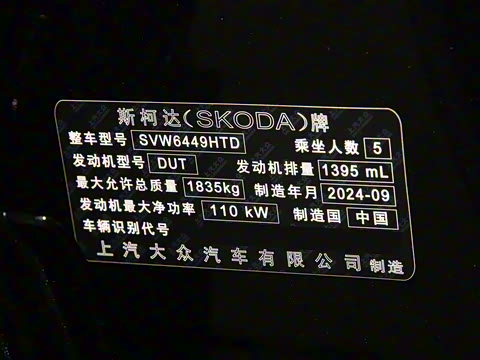 斯柯达(SKODA)牌
整车型号 SVW6449HTD 乘坐人数 5
发动机型号 DUT 发动机排量 1395 mL
最大允许总质量 1835kg 制造年月 2024-09
发动机最大净功率 110 kW 制造国 中国
车辆识别代号
上汽大众汽车有限公司 制造